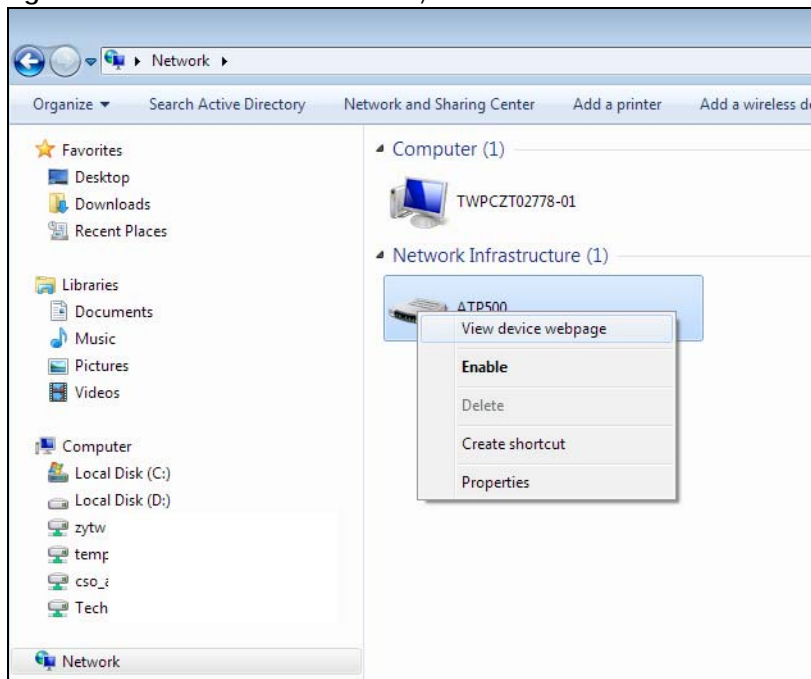 Network
Organize Search Active Directory Network and Sharing Center Add a printer Add a wireless
Favorites
Desktop
Downloads
Recent Places
Libraries
Documents
Music
Pictures
Videos
Computer
Local Disk (C:)
Local Disk (D:)
zytw
temp
Tech
Network
Computer (1)
TWPCZT02778-01
Network Infrastructure (1)
ATP500
View device webpage
Enable
Delete
Create shortcut
Properties